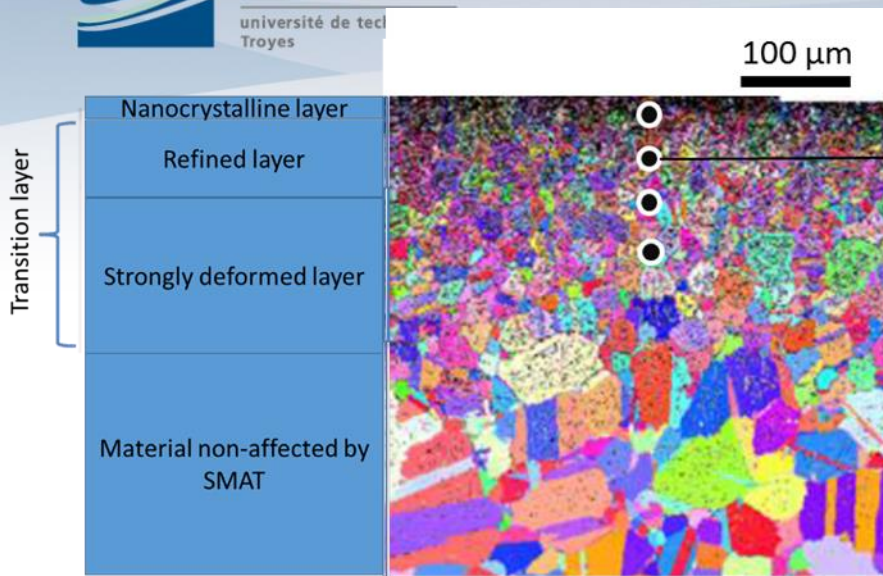 université de tec
Troyes
100 µm
Nanocrystalline layer
Refined layer
Transition layer
Strongly deformed layer
Material non-affected by
SMAT